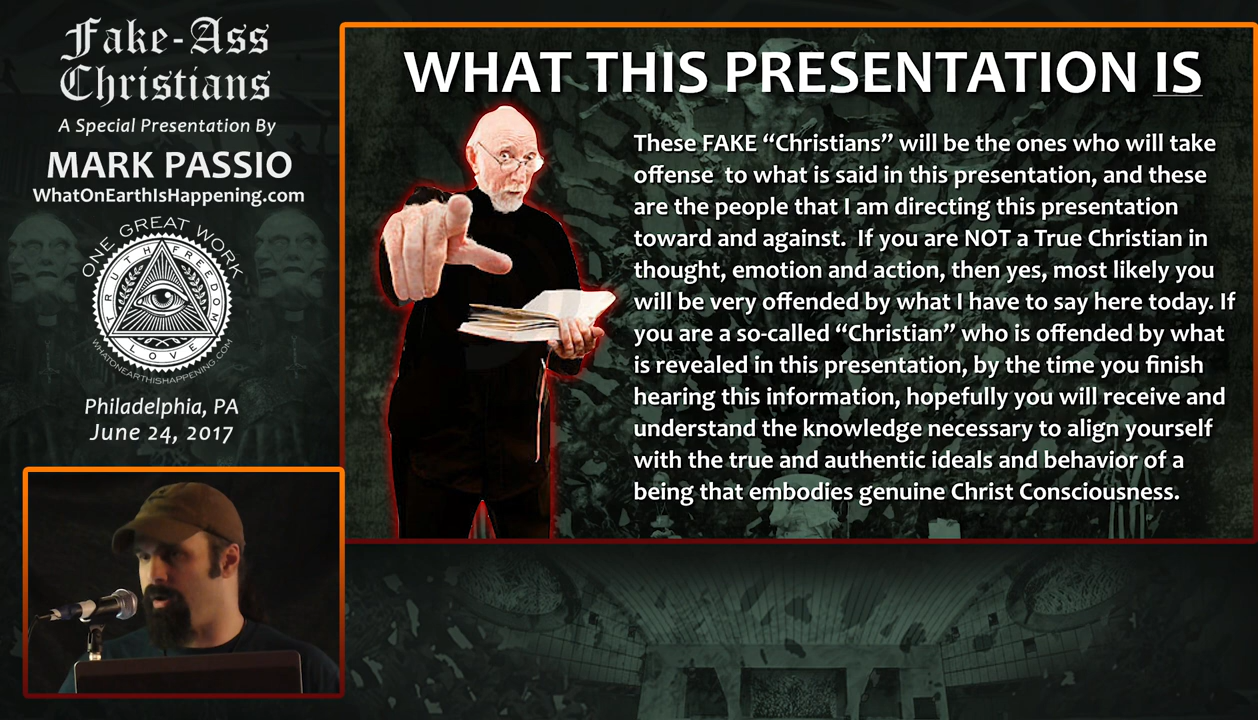 Fake-Ass
Christians
A Special Presentation By
MARK PASSIO
WhatOnEarthIsHappening.com
ONE GREAT WORK
TRUTH FREEDOM
LOVE
WHATONEARTHISHAPPENING.COM
Philadelphia, PA
June 24, 2017
WHAT THIS PRESENTATION IS
These FAKE “Christians” will be the ones who will take
offense to what is said in this presentation, and these
are the people that I am directing this presentation
toward and against. If you are NOT a True Christian in
thought, emotion and action, then yes, most likely you
will be very offended by what I have to say here today. If
you are a so-called “Christian” who is offended by what
is revealed in this presentation, by the time you finish
hearing this information, hopefully you will receive and
understand the knowledge necessary to align yourself
with the true and authentic ideals and behavior of a
being that embodies genuine Christ Consciousness.